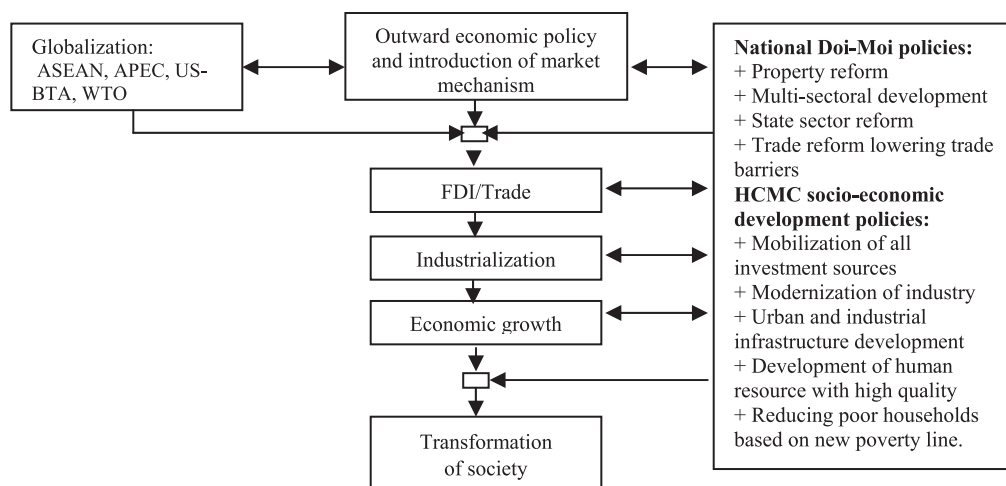 Globalization:
ASEAN, APEC, US-
BTA, WTO
Outward economic policy
and introduction of market
mechanism
FDI/Trade
Industrialization
Economic growth
Transformation
of society
National Doi-Moi policies:
+ Property reform
+ Multi-sectoral development
+ State sector reform
+ Trade reform lowering trade
barriers
HCMC socio-economic
development policies:
+ Mobilization of all
investment sources
+ Modernization of industry
+ Urban and industrial
infrastructure development
+ Development of human
resource with high quality
+ Reducing poor households
based on new poverty line.